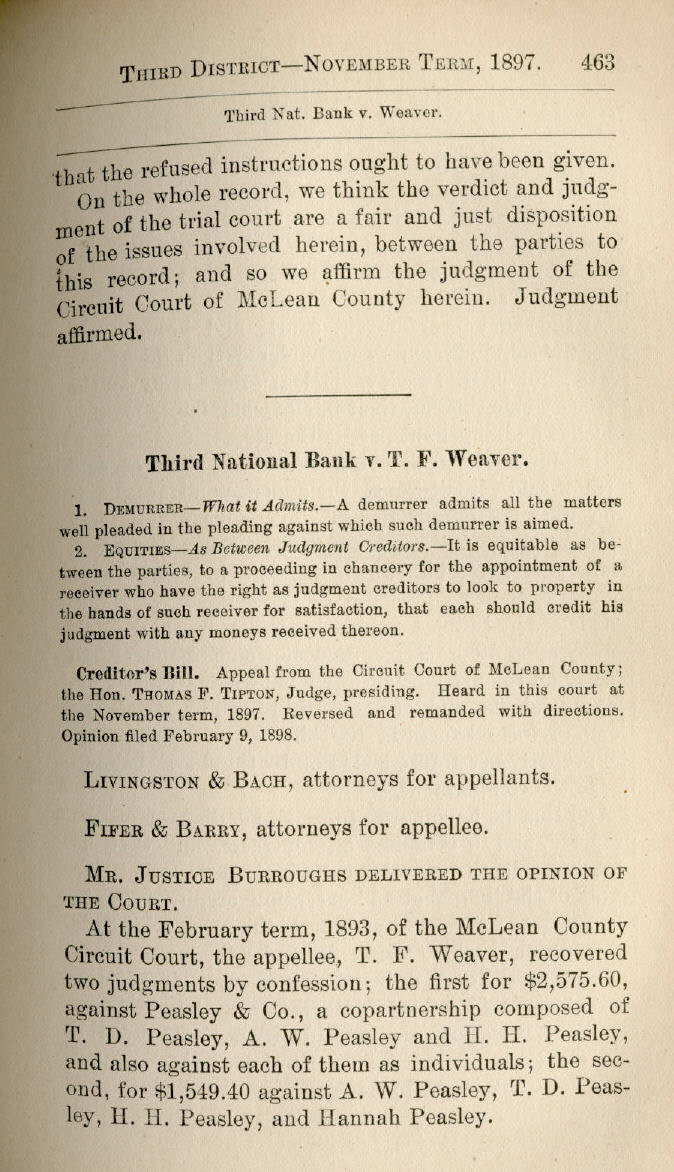 THIRD DISTRICT—NOVEMBER TERM, 1897. 463
Third Nat. Bank v. Weaver.
that the refused instructions ought to have been given.
On the whole record, we think the verdict and judg-
ment of the trial court are a fair and just disposition
of the issues involved herein, between the parties to
this record; and so we affirm the judgment of the
Circuit Court of McLean County herein. Judgment
affirmed.
Third National Bank v. T. F. Weaver.
1. DEMURRER—What it Admits.—A demurrer admits all the matters
well pleaded in the pleading against which such demurrer is aimed.
2. EQUITIES—As Between Judgment Creditors.—It is equitable as be-
tween the parties, to a proceeding in chancery for the appointment of a
receiver who have the right as judgment creditors to look to property in
the hands of such receiver for satisfaction, that each should credit his
judgment with any moneys received thereon.
Creditor's Bill. Appeal from the Circuit Court of McLean County;
the Hon. THOMAS F. TIPTON, Judge, presiding. Heard in this court at
the November term, 1897. Reversed and remanded with directions.
Opinion filed February 9, 1898.
LIVINGSTON & BACH, attorneys for appellants.
FIFER & BARRY, attorneys for appellee.
MR. JUSTICE BURROUGHS DELIVERED THE OPINION OF
THE COURT.
At the February term, 1893, of the McLean County
Circuit Court, the appellee, T. F. Weaver, recovered
two judgments by confession; the first for $2,575.60,
against Peasley & Co., a copartnership composed of
T. D. Peasley, A. W. Peasley and H. H. Peasley,
and also against each of them as individuals; the sec-
ond, for $1,549.40 against A. W. Peasley, T. D. Peas-
ley, H. H. Peasley, and Hannah Peasley.